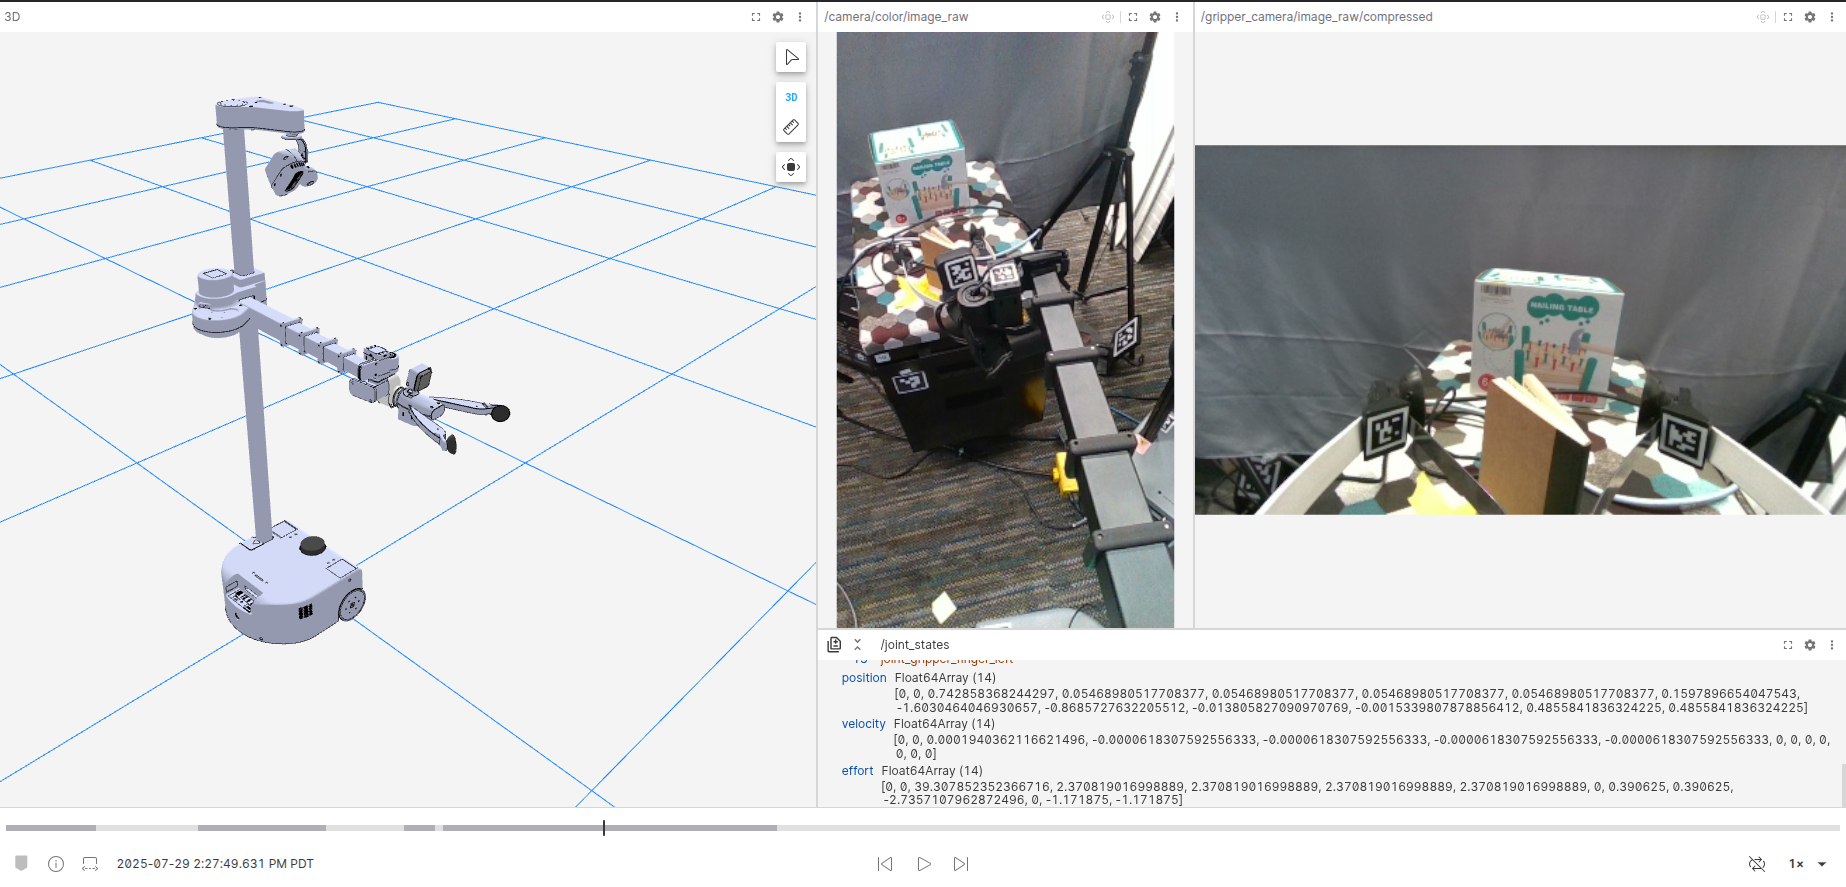 3D
/camera/color/image_raw
/gripper_camera/image_raw/compressed
3D
NAILING TABLE
NAILING TABLE
/joint_states
joint_gripper_finger_left
position Float64Array (14)
[0, 0, 0.742858368244297, 0.05468980517708377, 0.05468980517708377, 0.05468980517708377, 0.05468980517708377, 0.1597896654047543,
-1.6030464046930657, -0.8685727632205512, -0.013805827090970769, -0.0015339807878856412, 0.4855841836324225, 0.4855841836324225]
velocity Float64Array (14)
[0, 0, 0.00019403621166​21496, -0.0000618307592556333, -0.0000618307592556333, -0.0000618307592556333, -0.0000618307592556333, 0, 0, 0, 0,
0, 0, 0]
effort Float64Array (14)
[0, 0, 39.307852352366716, 2.370819016998889, 2.370819016998889, 2.370819016998889, 2.370819016998889, 0, 0.390625, 0.390625,
-2.7357107962872496, 0, -1.171875, -1.171875]
2025-07-29 2:27:49.631 PM PDT
1×